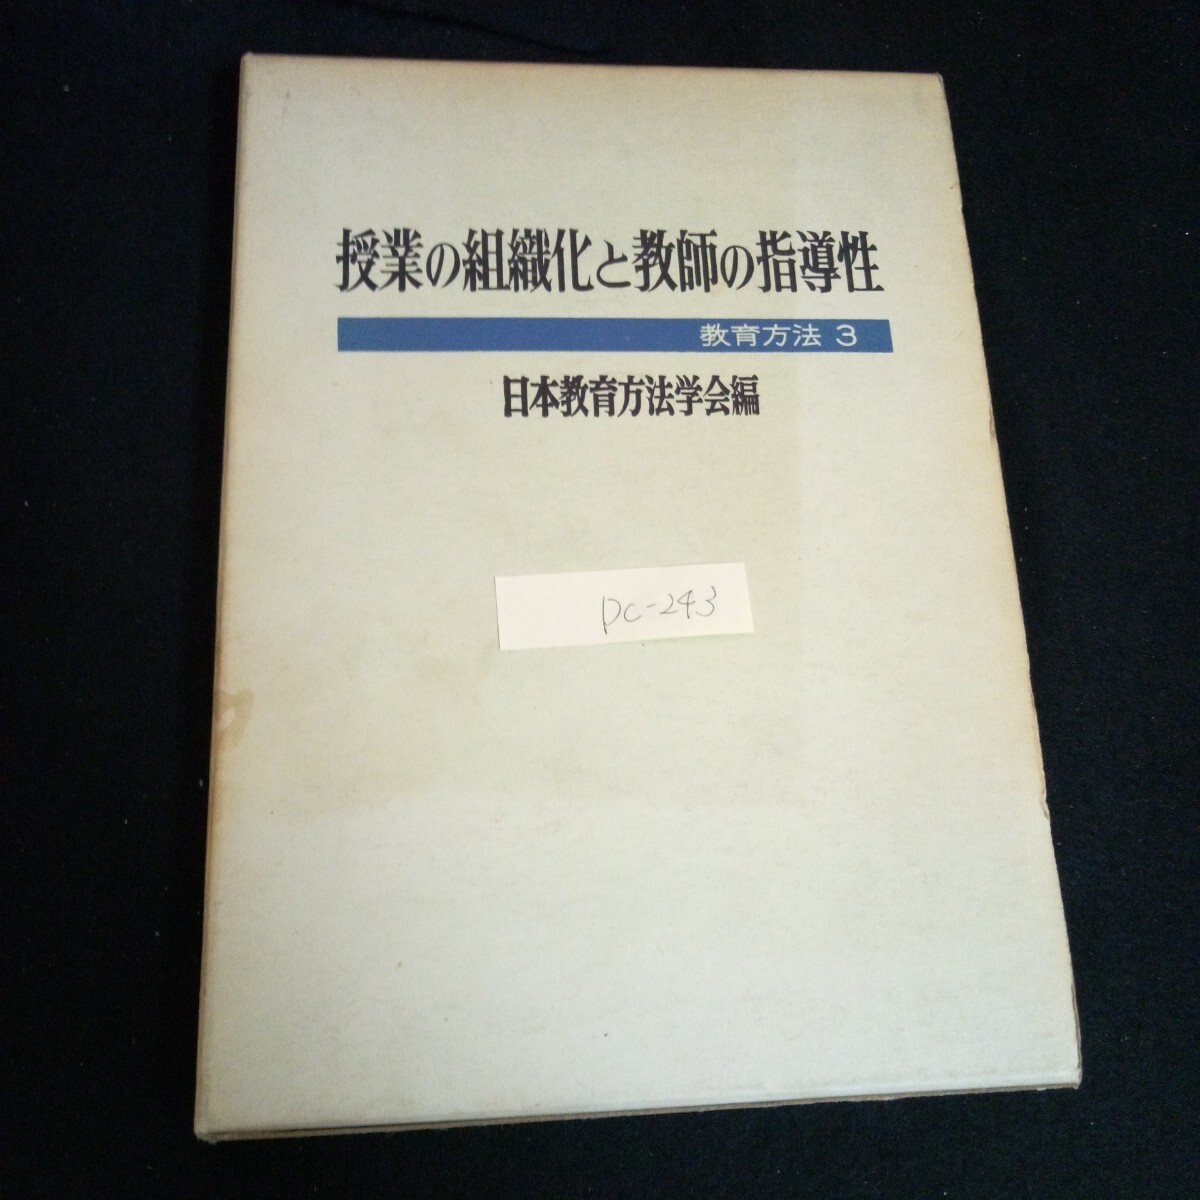 授業の組織化と教師の指導性
教育方法 3
日本教育方法学会編
pc-243